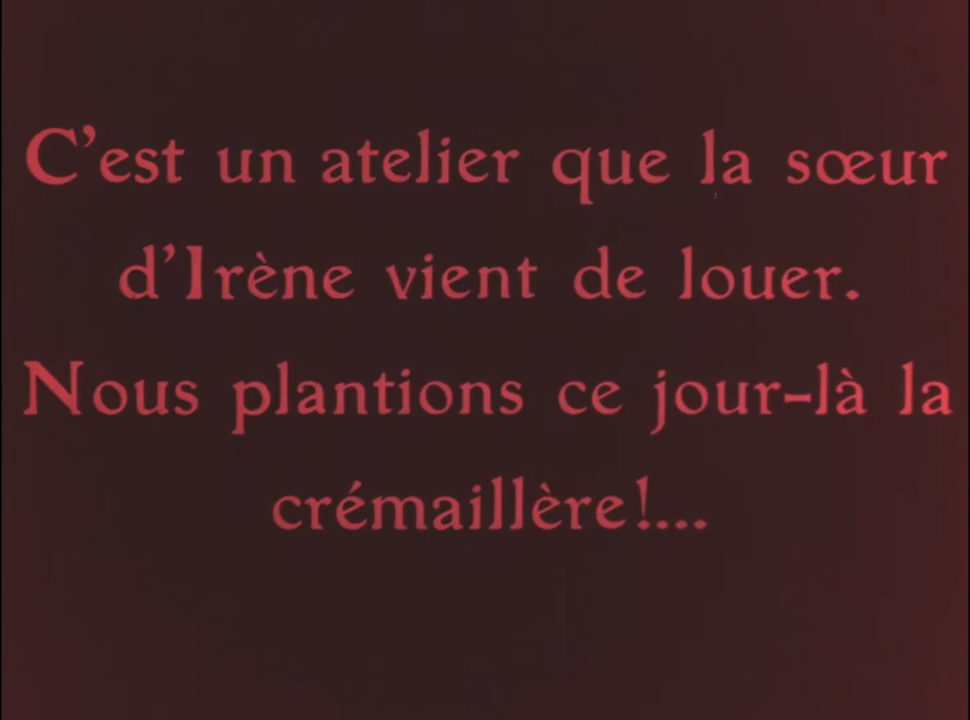 C'est un atelier que la sœur
d'Irène vient de louer.
Nous plantions ce jour-là la
crémaillère!...